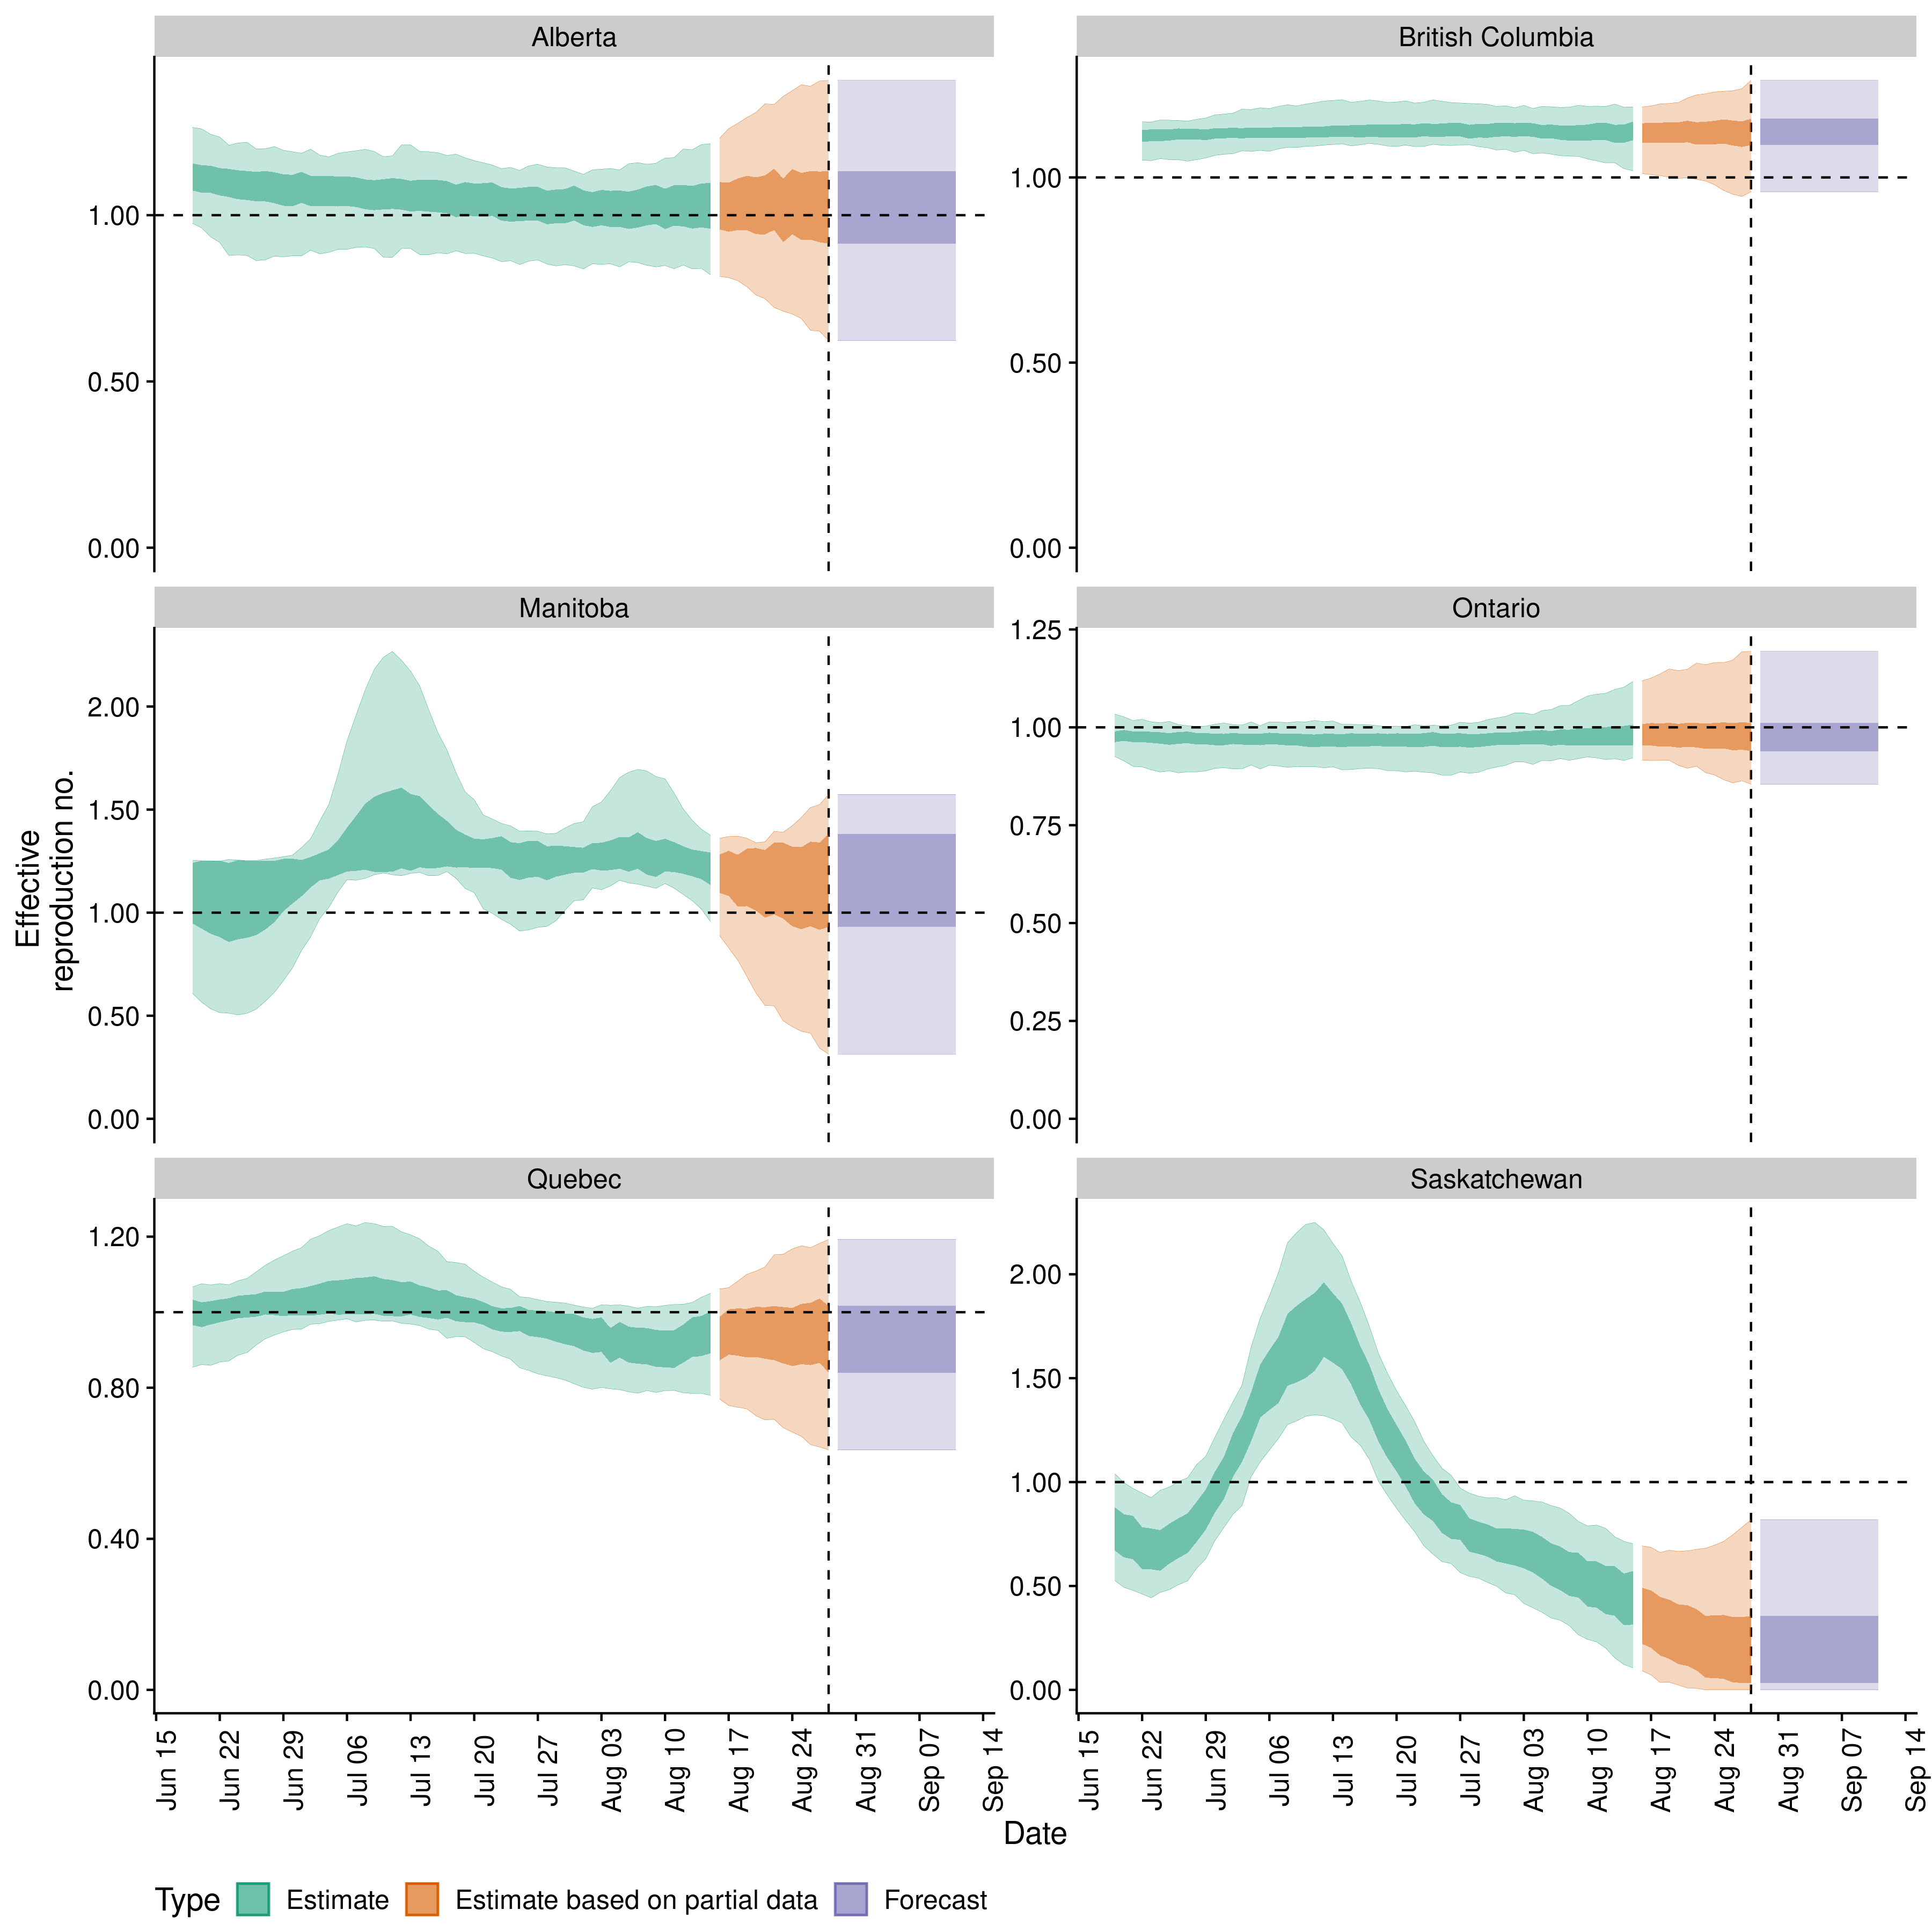 Alberta
British Columbia
1.00
0.50
0.00
1.00
0.50
0.00
Manitoba
Ontario
2.00
1.50
1.00
0.50
0.00
1.25
1.00
0.75
0.50
0.25
0.00
Effective
reproduction no.
Quebec
Saskatchewan
1.20
0.80
0.40
0.00
2.00
1.50
1.00
0.50
0.00
Jun 15
Jun 22
Jun 29
Jul 06
Jul 13
Jul 20
Jul 27
Aug 03
Aug 10
Aug 17
Aug 24
Aug 31
Sep 07
Sep 14
Jun 15
Jun 22
Jun 29
Jul 06
Jul 13
Jul 20
Jul 27
Aug 03
Aug 10
Aug 17
Aug 24
Aug 31
Sep 07
Sep 14
Date
Type Estimate Estimate based on partial data Forecast